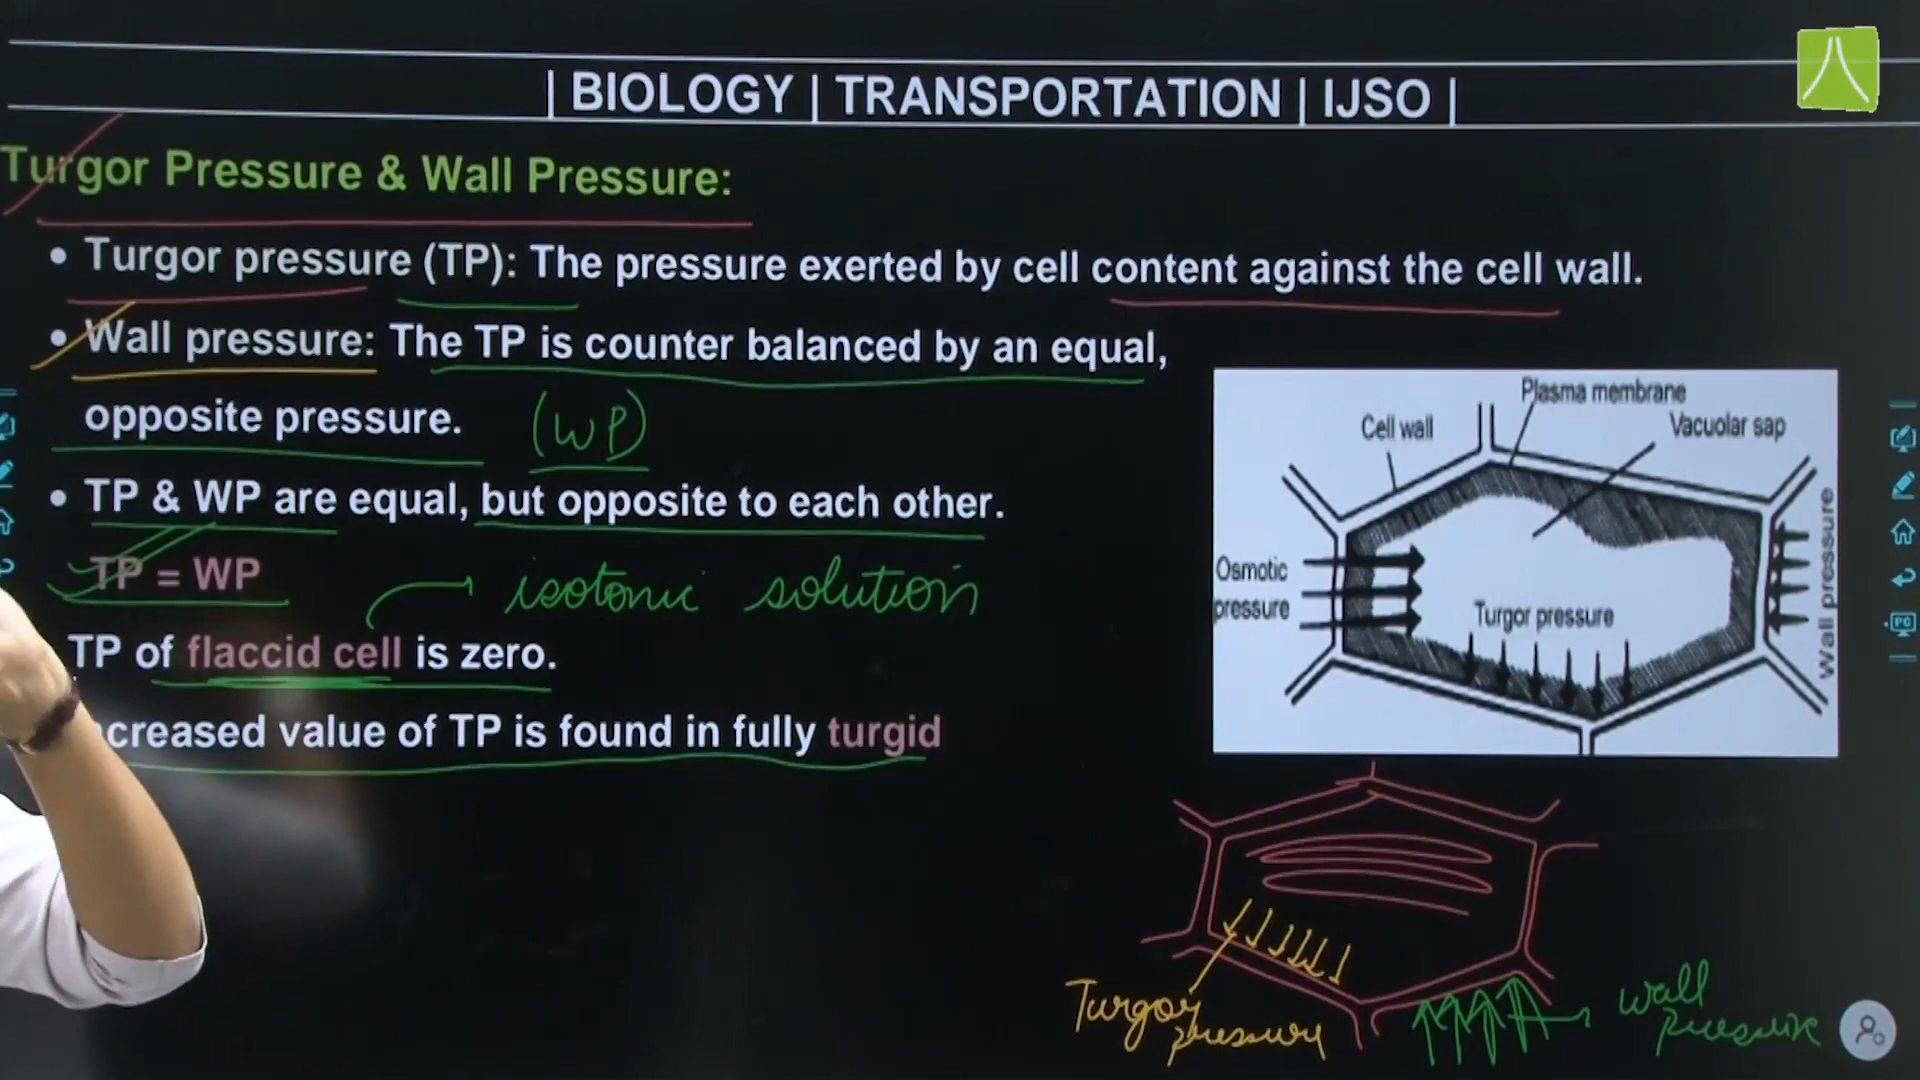 | BIOLOGY | TRANSPORTATION | IJSO |
Turgor Pressure & Wall Pressure:
• Turgor pressure (TP): The pressure exerted by cell content against the cell wall.
• Wall pressure: The TP is counter balanced by an equal,
opposite pressure. (WP)
• TP & WP are equal, but opposite to each other.
TP = WP
isotonic solution
TP of flaccid cell is zero.
creased value of TP is found in fully turgid
Plasma membrane
Cell wall
Vacuolar sap
Osmotic
pressure
Turgor pressure
Wall pressure
Turgor
pressure
wall
pressure
PC